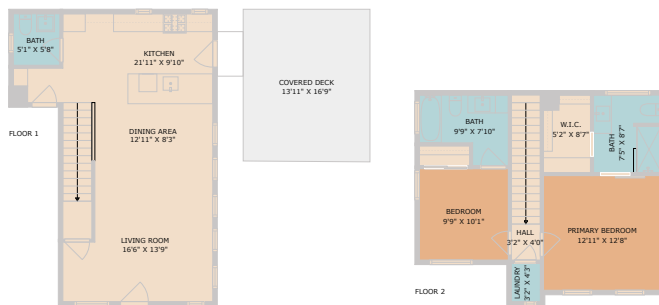 BATH
5'1" X 5'8"
KITCHEN
21'11" X 9'10"
COVERED DECK
13'11" X 16'9"
FLOOR 1
DINING AREA
12'11" X 8'3"
LIVING ROOM
16'6" X 13'9"
BATH
9'9" X 7'10"
W.I.C.
5'2" X 8'7"
BATH
7'5" X 8'7"
BEDROOM
9'9" X 10'1"
HALL
3'2" X 4'0"
PRIMARY BEDROOM
12'11" X 12'8"
LAUNDRY
3'2" X 4'3"
FLOOR 2